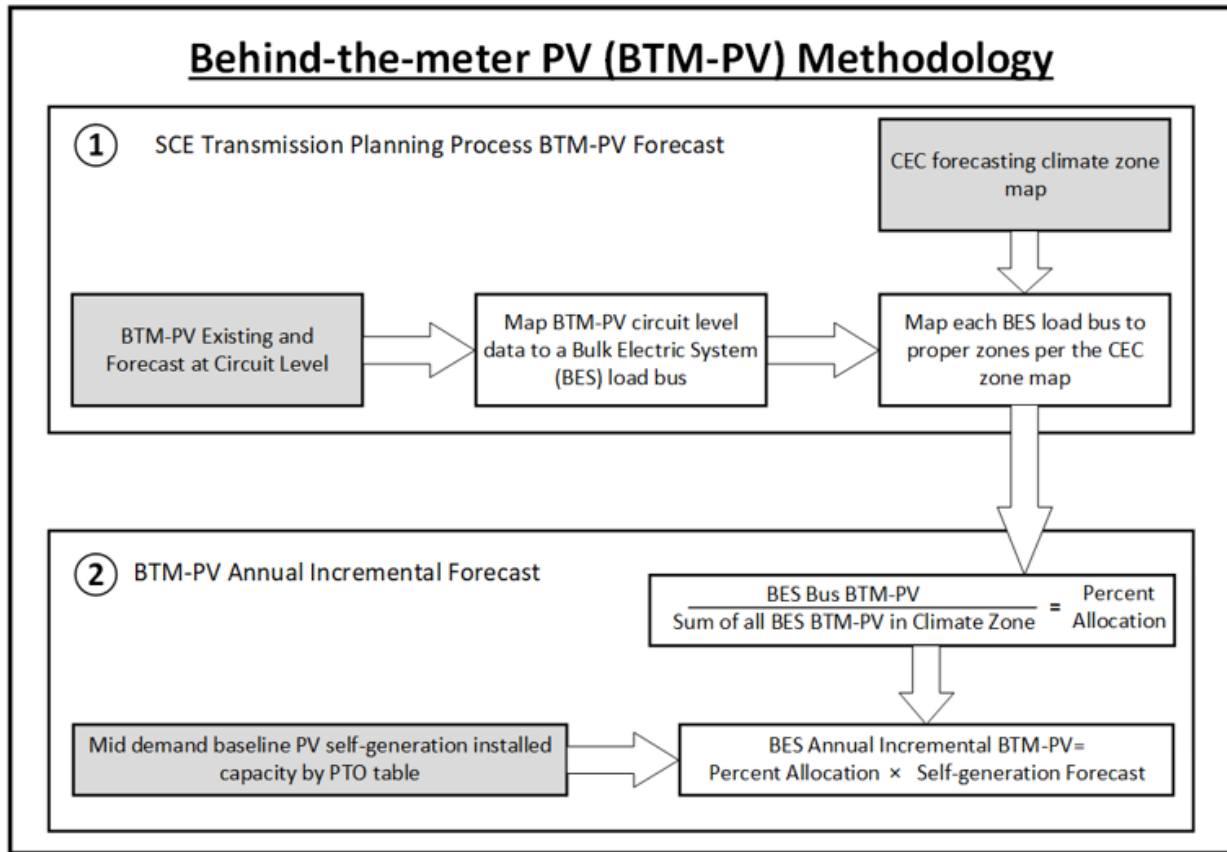 Behind-the-meter PV (BTM-PV) Methodology
1 SCE Transmission Planning Process BTM-PV Forecast
CEC forecasting climate zone
map
BTM-PV Existing and
Forecast at Circuit Level
Map BTM-PV circuit level
data to a Bulk Electric System
(BES) load bus
Map each BES load bus to
proper zones per the CEC
zone map
2 BTM-PV Annual Incremental Forecast
BES Bus BTM-PV
Sum of all BES BTM-PV in Climate Zone
=
Percent
Allocation
Mid demand baseline PV self-generation installed
capacity by PTO table
BES Annual Incremental BTM-PV=
Percent Allocation × Self-generation Forecast